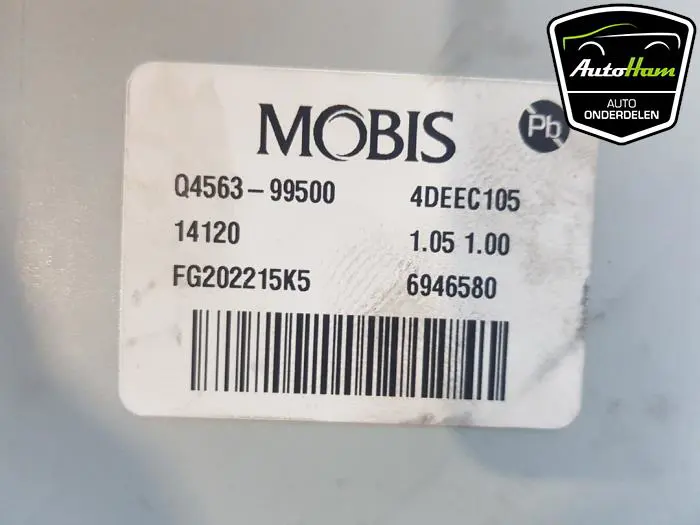 AutoHam
AUTO
ONDERDELEN
MOBIS
Pb
Q4563-99500 4DEEC105
14120 1.05 1.00
FG202215K5 6946580